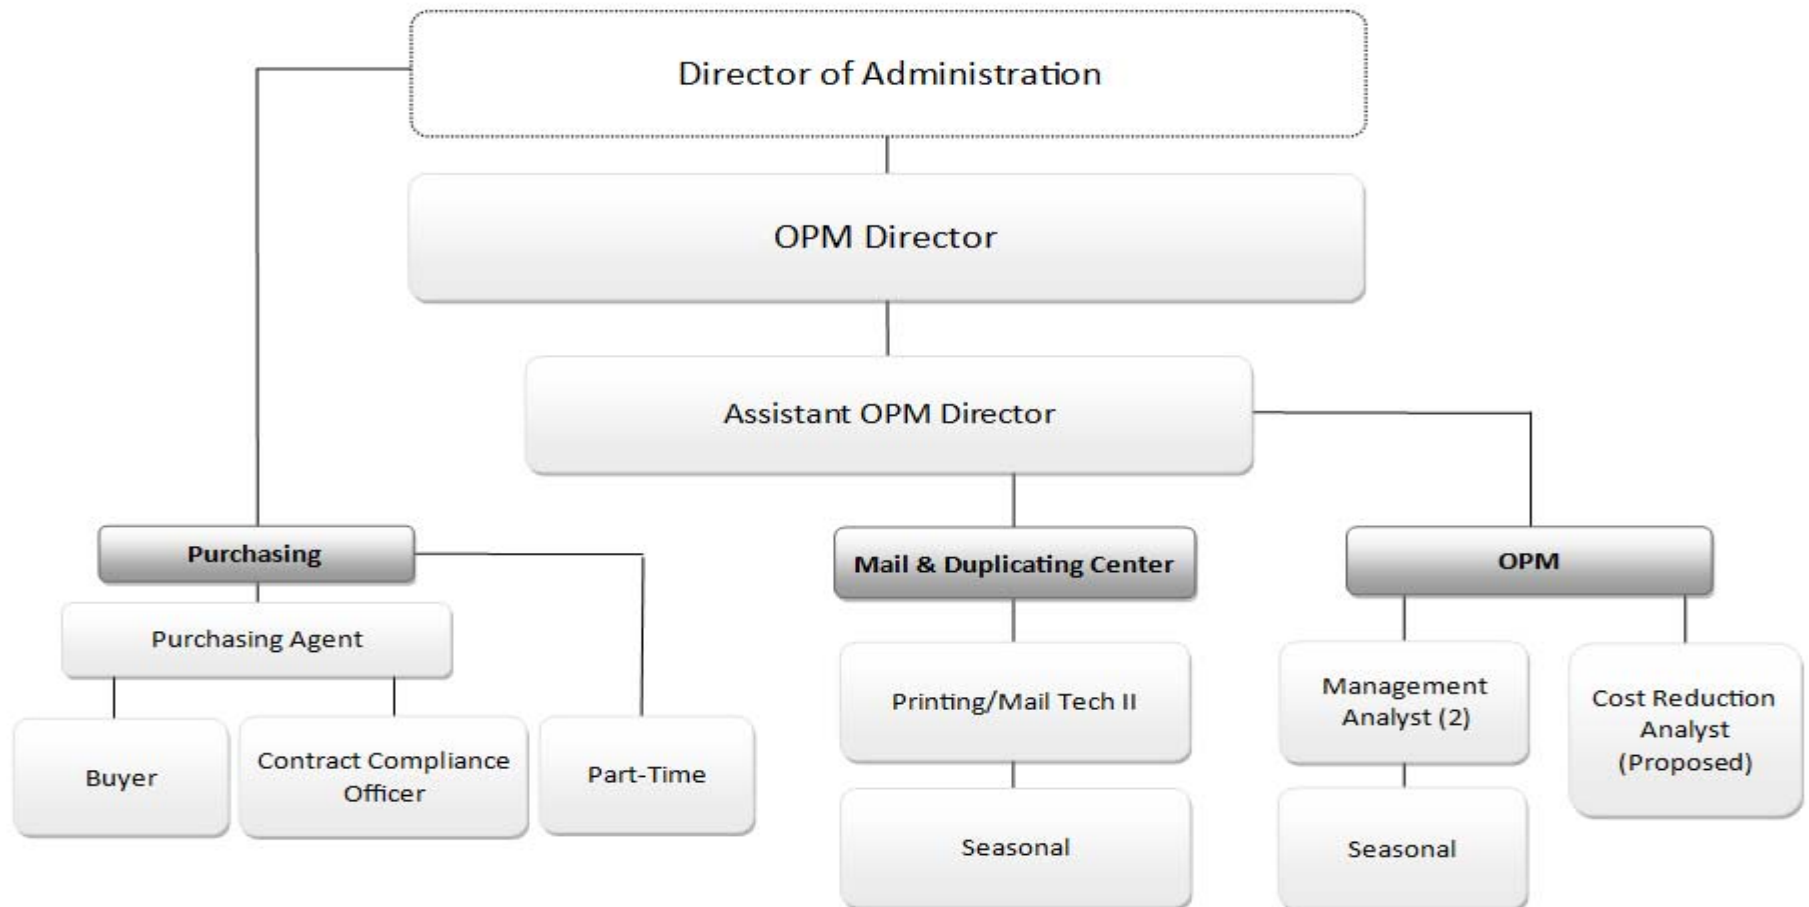 Director of Administration
OPM Director
Assistant OPM Director
Purchasing
Purchasing Agent
Buyer
Contract Compliance
Officer
Part-Time
Mail & Duplicating Center
Printing/Mail Tech II
Seasonal
OPM
Management
Analyst (2)
Seasonal
Cost Reduction
Analyst
(Proposed)